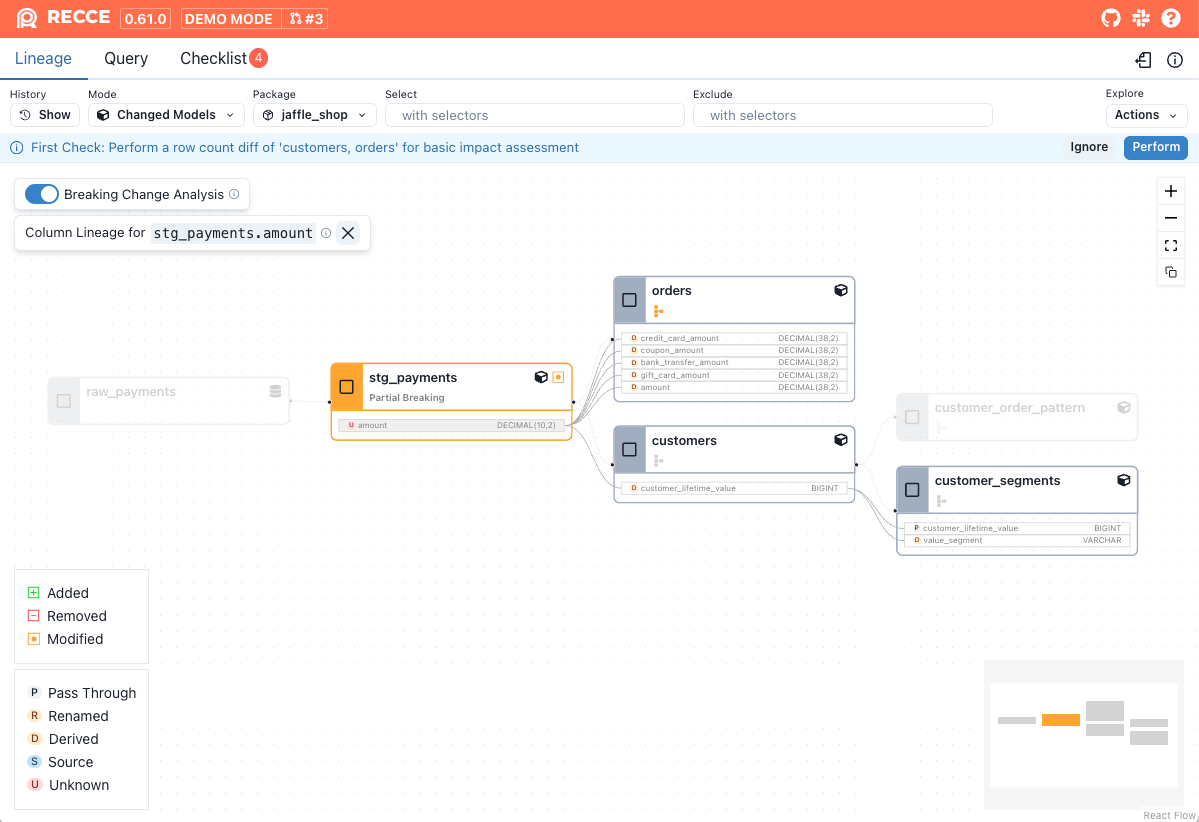 RECCE 0.61.0 DEMO MODE #3
Lineage Query Checklist 4
History Mode Package Select Exclude Explore
Show Changed Models jaffle_shop with selectors with selectors Actions
First Check: Perform a row count diff of 'customers, orders' for basic impact assessment Ignore Perform
Breaking Change Analysis
Column Lineage for stg_payments.amount
raw_payments
stg_payments
Partial Breaking
U amount DECIMAL(10,2)
orders
D credit_card_amount DECIMAL(38,2)
D coupon_amount DECIMAL(38,2)
D bank_transfer_amount DECIMAL(38,2)
D gift_card_amount DECIMAL(38,2)
D amount DECIMAL(38,2)
customers
D customer_lifetime_value BIGINT
customer_order_pattern
customer_segments
P customer_lifetime_value BIGINT
D value_segment VARCHAR
Added
Removed
Modified
P Pass Through
R Renamed
D Derived
S Source
U Unknown
React Flow